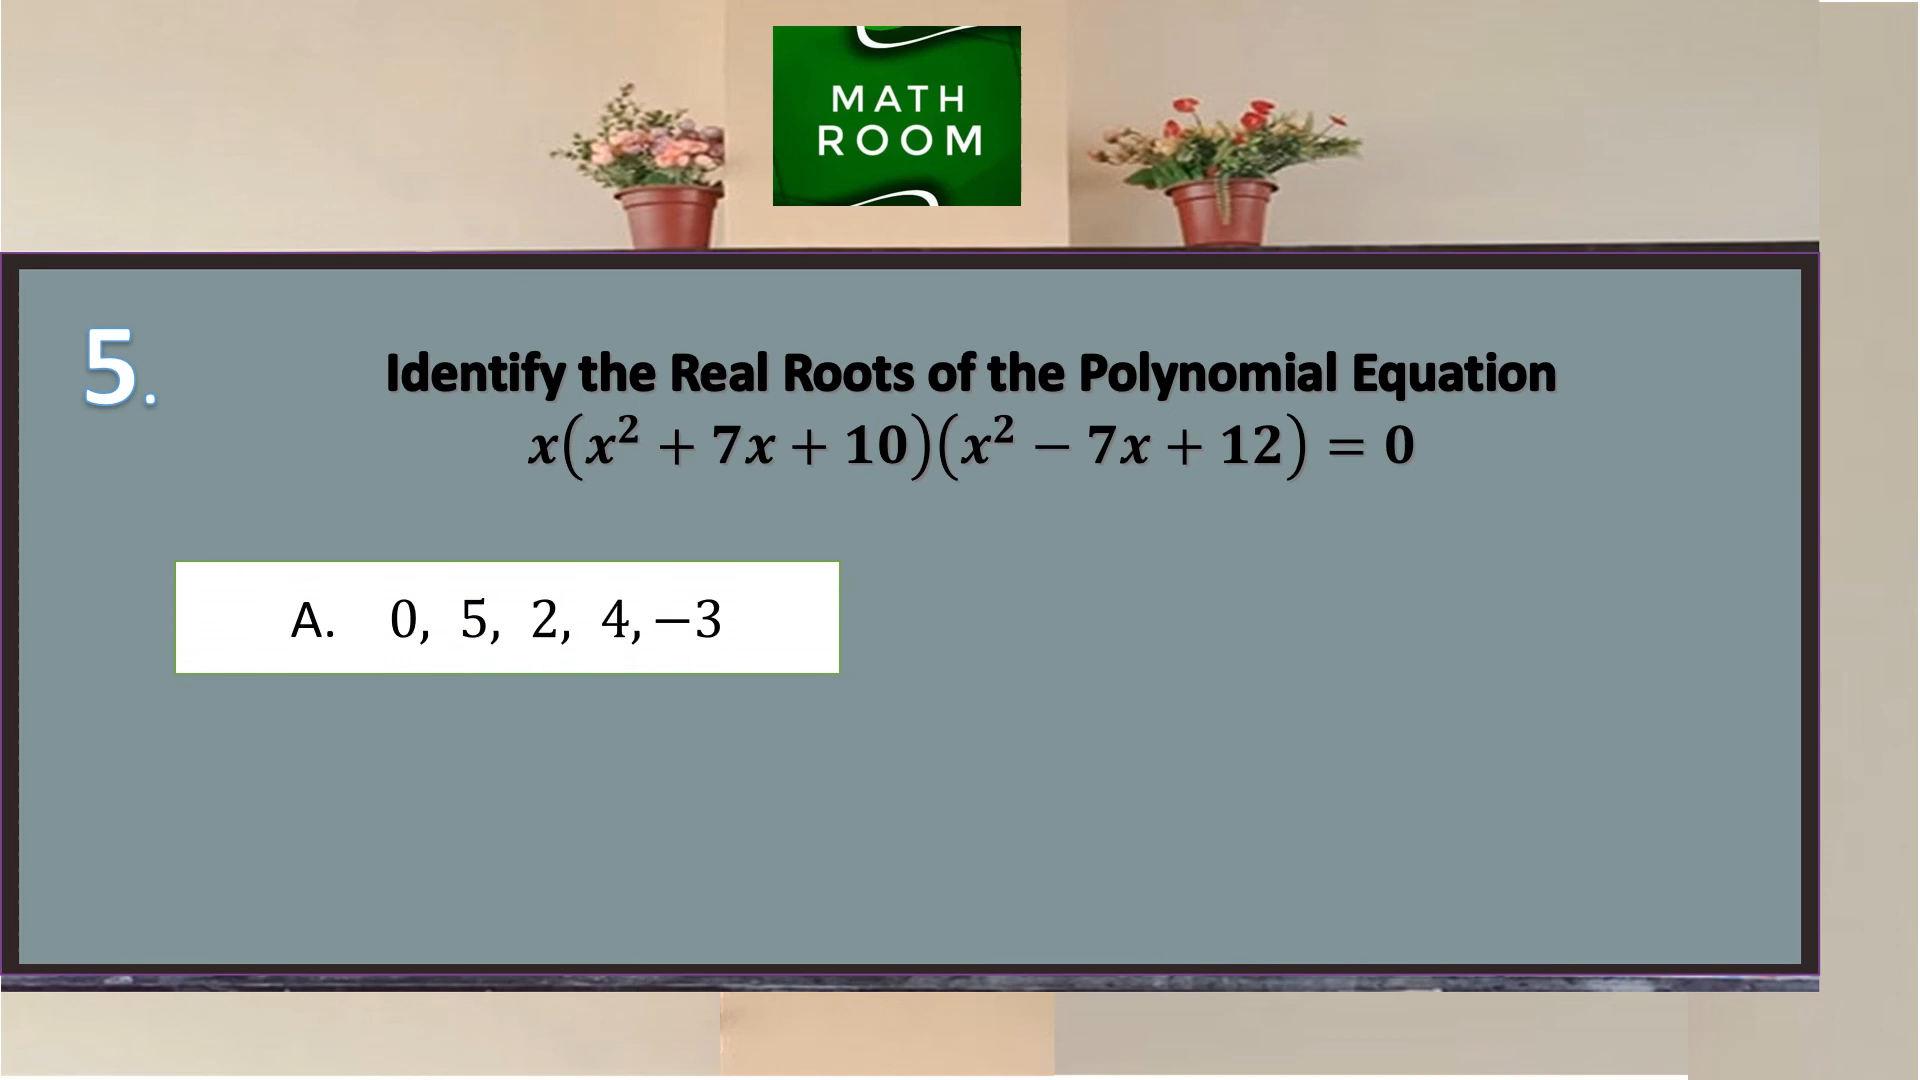 MATH
ROOM
5.
Identify the Real Roots of the Polynomial Equation
x(x² + 7x + 10)(x² − 7x + 12) = 0
A. 0, 5, 2, 4, −3